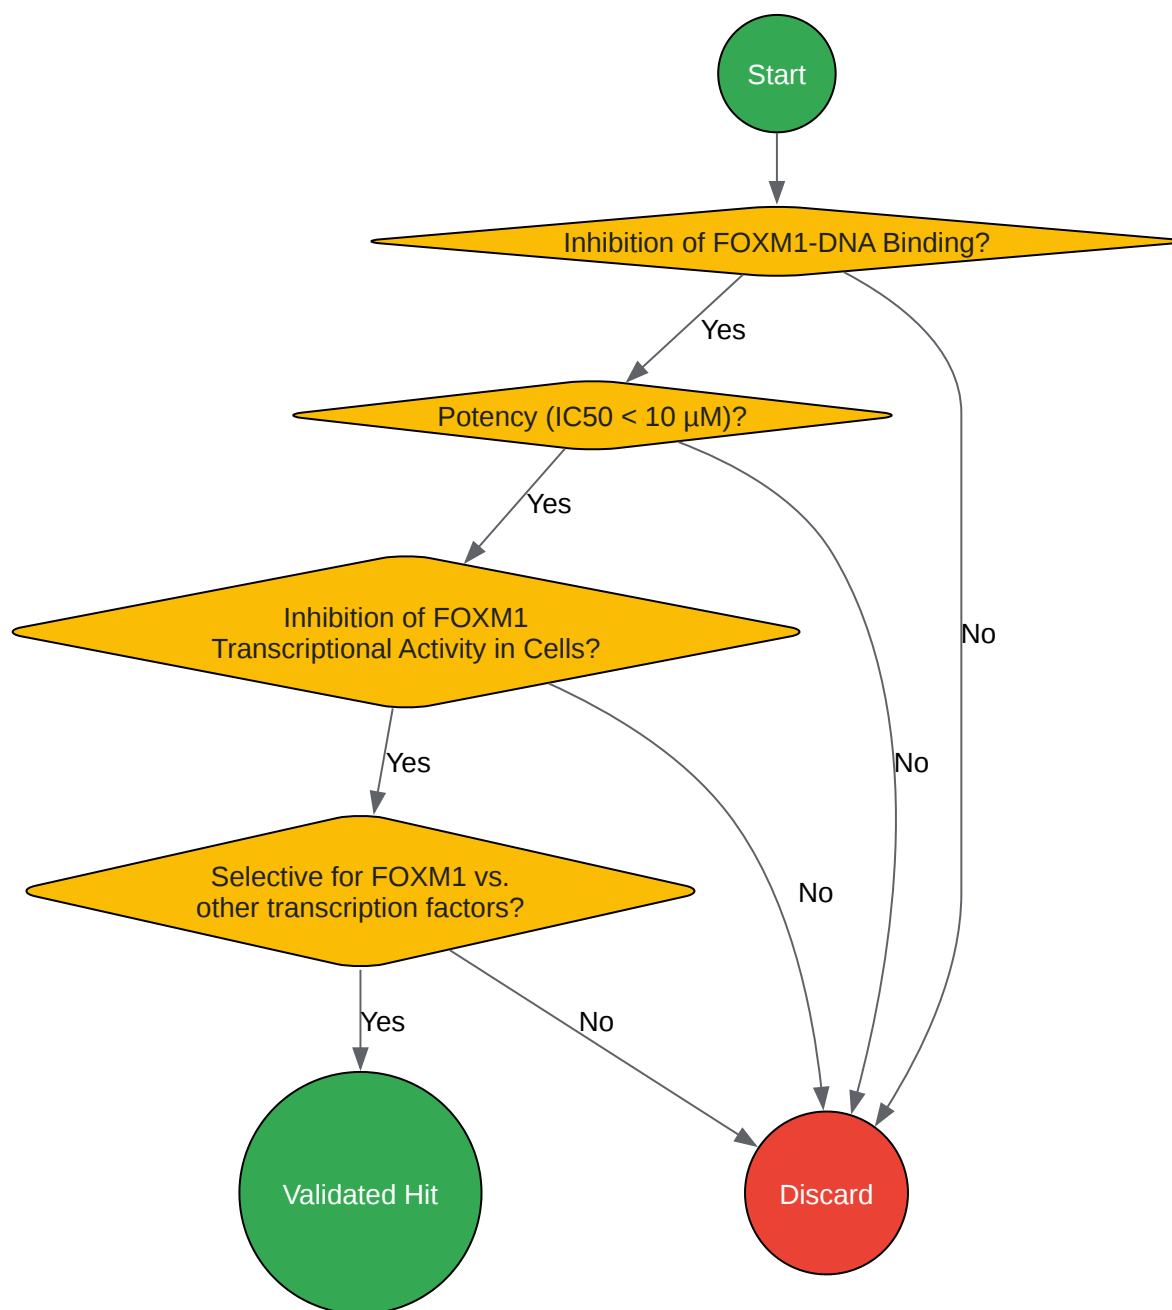 Start
Inhibition of FOXM1-DNA Binding?
Yes
Potency (IC50 < 10 µM)?
Yes
No
Inhibition of FOXM1
Transcriptional Activity in Cells?
Yes
No
Selective for FOXM1 vs.
other transcription factors?
No
Yes
No
Validated Hit
Discard